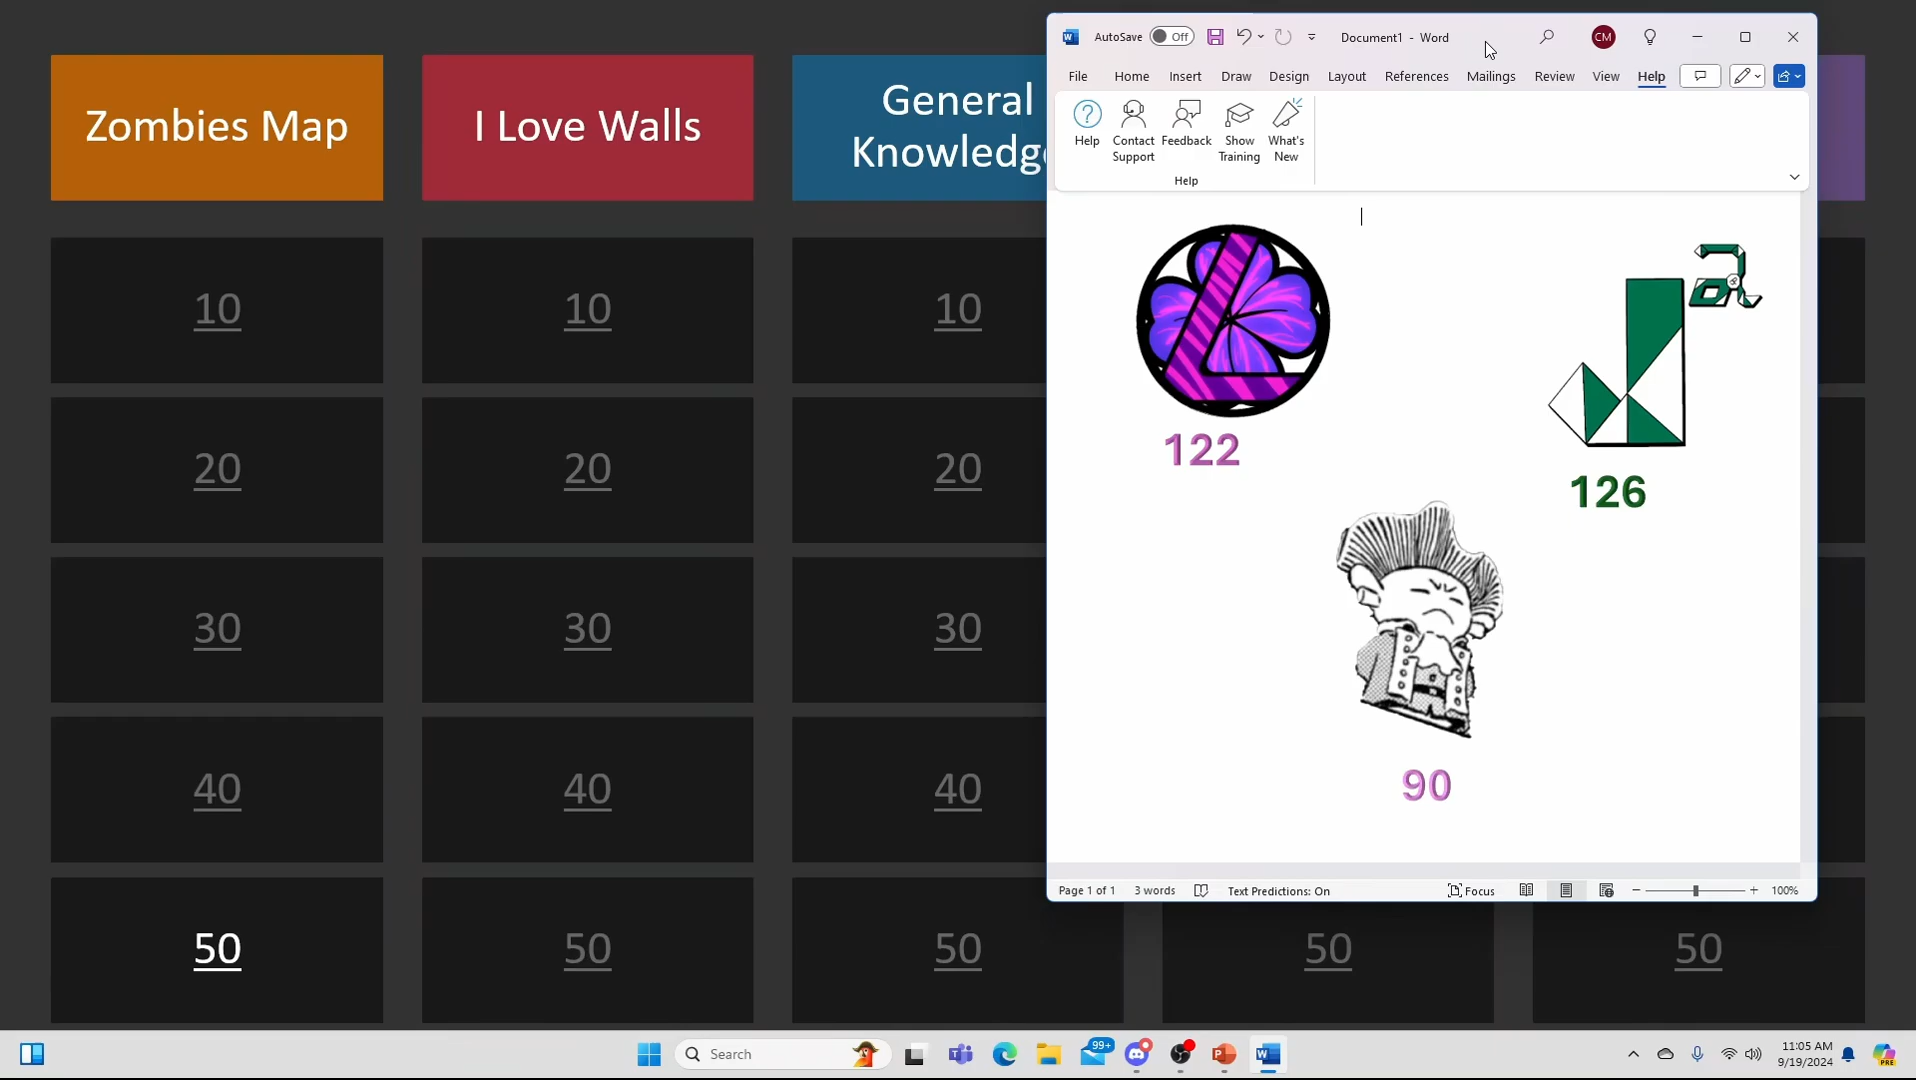 Zombies Map
I Love Walls
General
Knowledge
10
10
10
20
20
20
30
30
30
40
40
40
50
50
50
50
50
AutoSave
Off
Document1 - Word
CM
File
Home
Insert
Draw
Design
Layout
References
Mailings
Review
View
Help
Help
Contact
Support
Feedback
Show
Training
What's
New
Help
L
122
Ja
126
90
Page 1 of 1
3 words
Text Predictions: On
Focus
100%
Search
99+
11:05 AM
9/19/2024
PRE